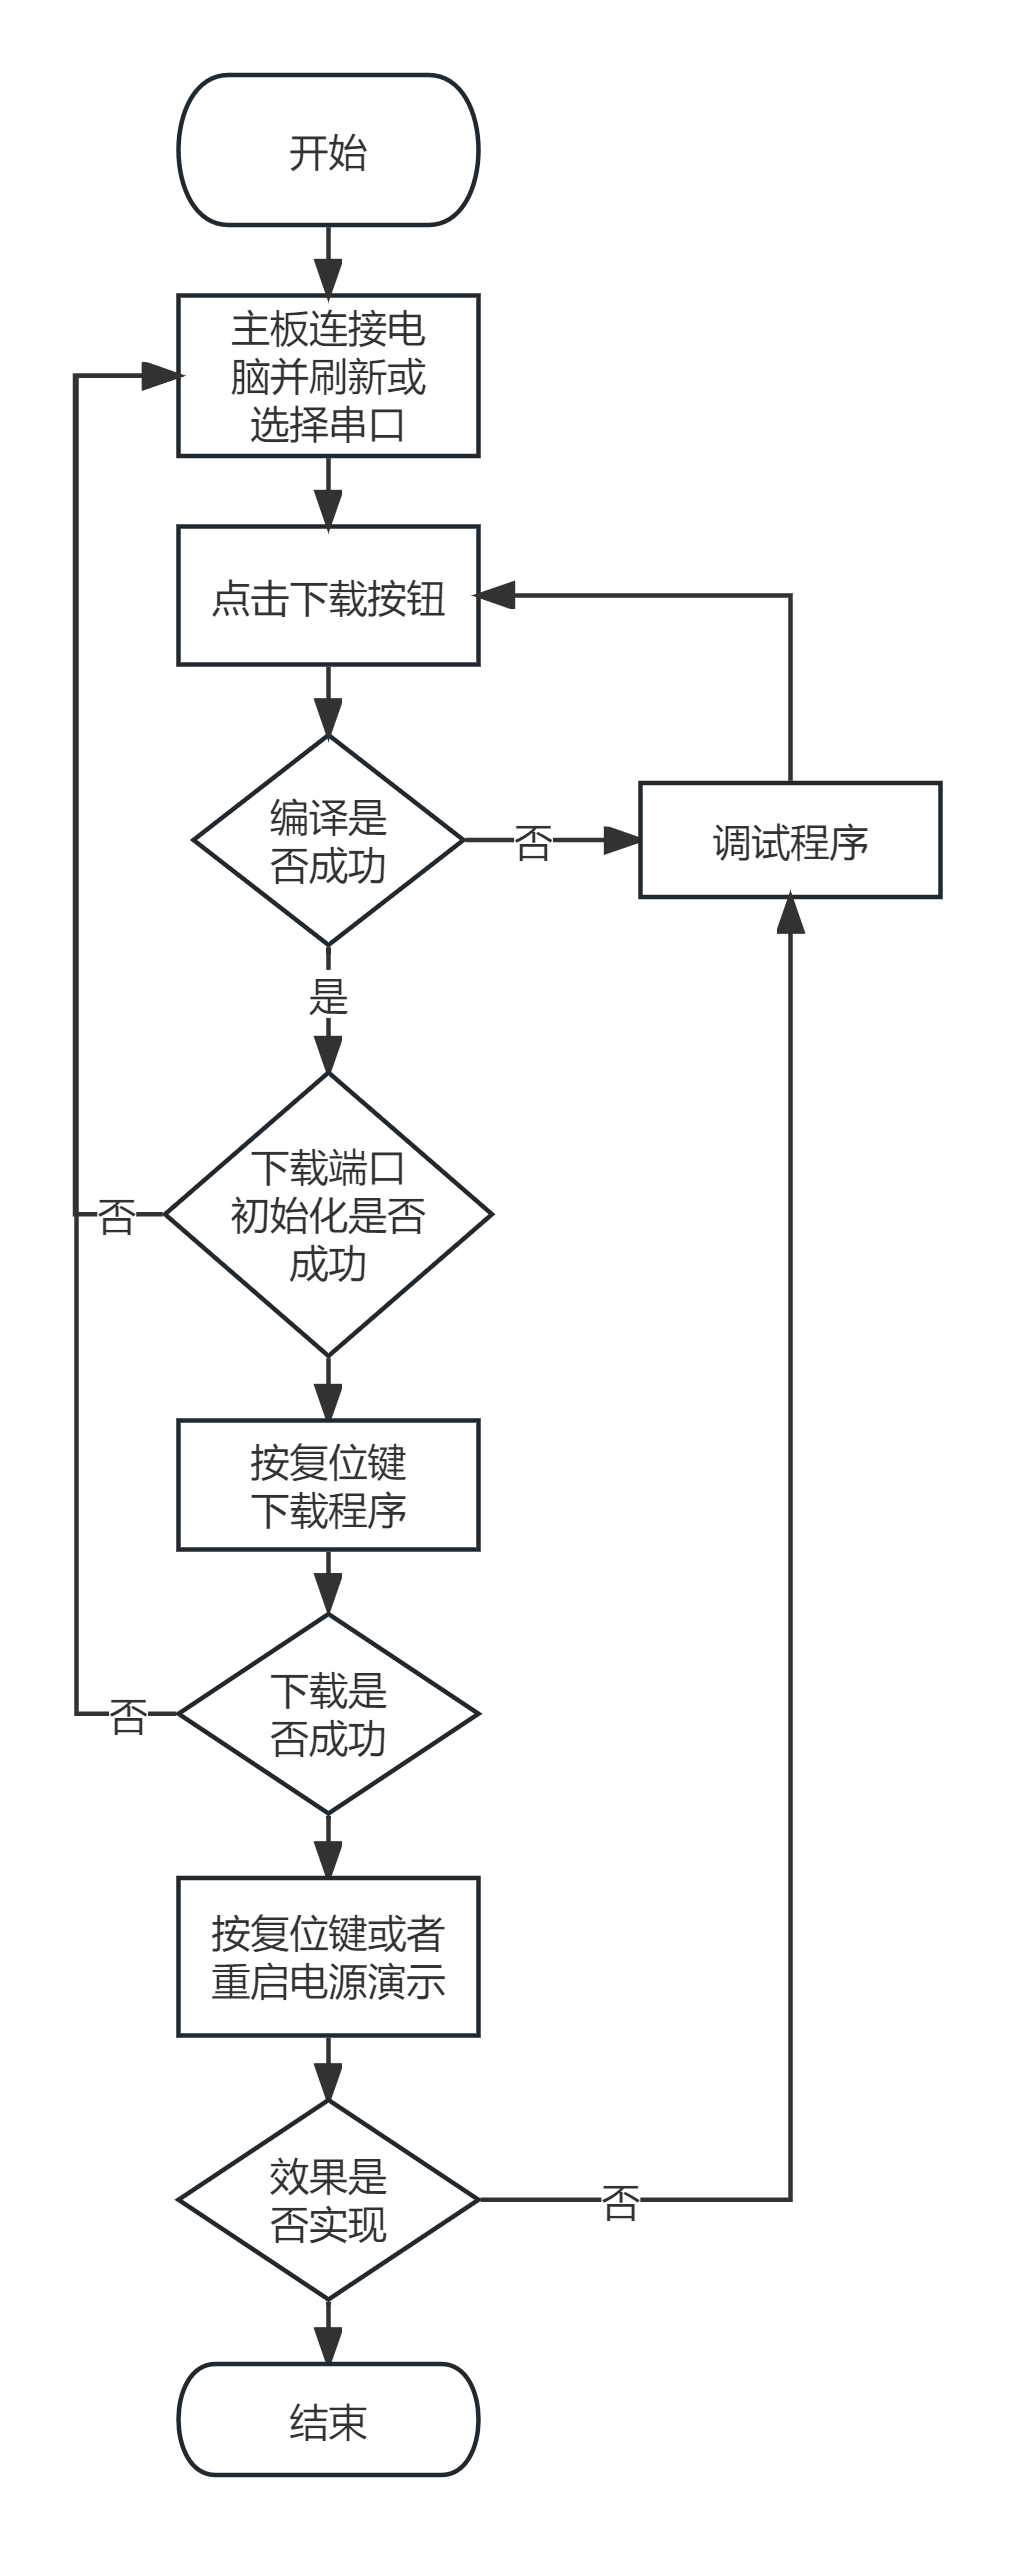 开始
主板连接电
脑并刷新或
选择串口
点击下载按钮
编译是
否成功
否
调试程序
是
下载端口
初始化是否
成功
否
按复位键
下载程序
下载是
否成功
否
按复位键或者
重启电源演示
效果是
否实现
否
结束